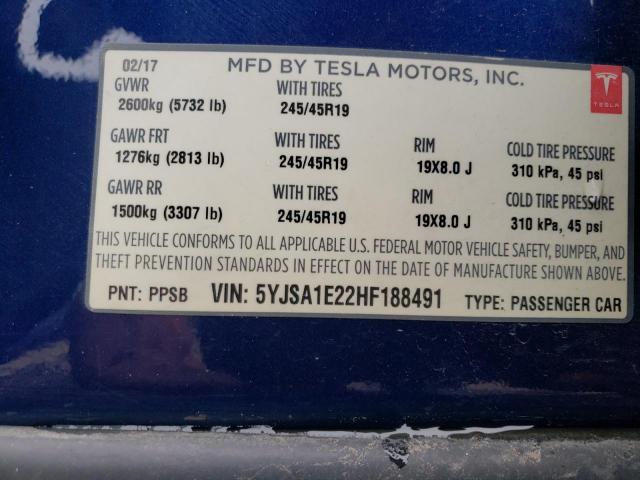 02/17 MFD BY TESLA MOTORS, INC.
GVWR WITH TIRES
2600kg (5732 lb) 245/45R19
TESLA
GAWR FRT WITH TIRES RIM COLD TIRE PRESSURE
1276kg (2813 lb) 245/45R19 19X8.0 J 310 kPa, 45 psi
GAWR RR WITH TIRES RIM COLD TIRE PRESSURE
1500kg (3307 lb) 245/45R19 19X8.0 J 310 kPa, 45 psi
THIS VEHICLE CONFORMS TO ALL APPLICABLE U.S. FEDERAL MOTOR VEHICLE SAFETY, BUMPER, AND
THEFT PREVENTION STANDARDS IN EFFECT ON THE DATE OF MANUFACTURE SHOWN ABOVE.
PNT: PPSB VIN: 5YJSA1E22HF188491 TYPE: PASSENGER CAR